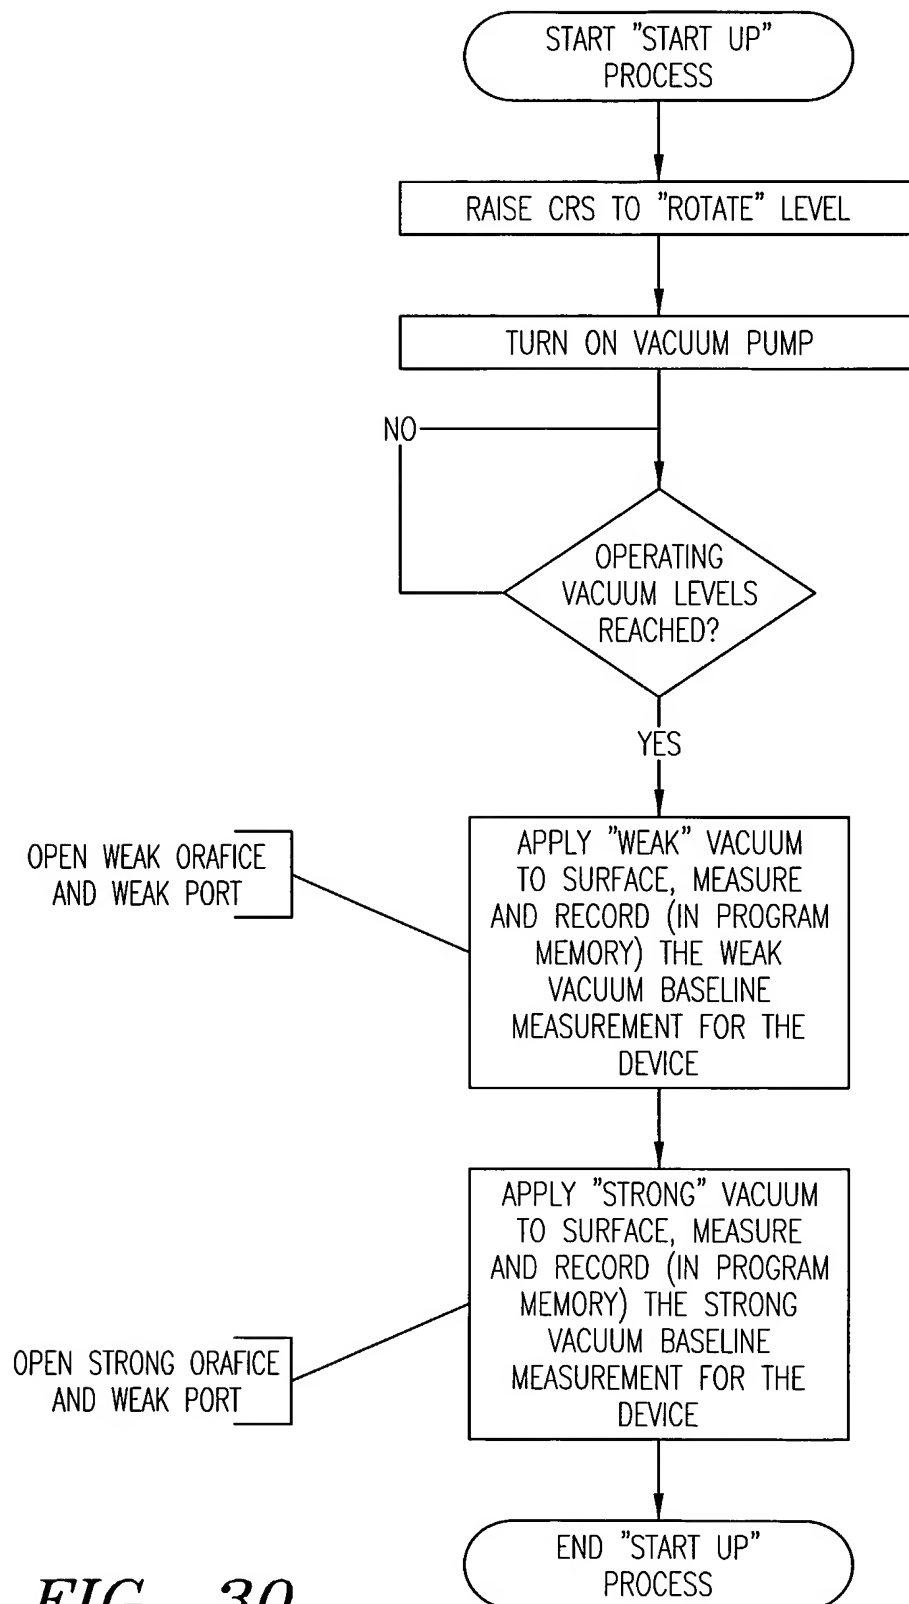 START "START UP"
PROCESS
RAISE CRS TO "ROTATE" LEVEL
TURN ON VACUUM PUMP
NO
OPERATING
VACUUM LEVELS
REACHED?
YES
OPEN WEAK ORAFICE
AND WEAK PORT
APPLY "WEAK" VACUUM
TO SURFACE, MEASURE
AND RECORD (IN PROGRAM
MEMORY) THE WEAK
VACUUM BASELINE
MEASUREMENT FOR THE
DEVICE
OPEN STRONG ORAFICE
AND WEAK PORT
APPLY "STRONG" VACUUM
TO SURFACE, MEASURE
AND RECORD (IN PROGRAM
MEMORY) THE STRONG
VACUUM BASELINE
MEASUREMENT FOR THE
DEVICE
END "START UP"
PROCESS
FIG. 30